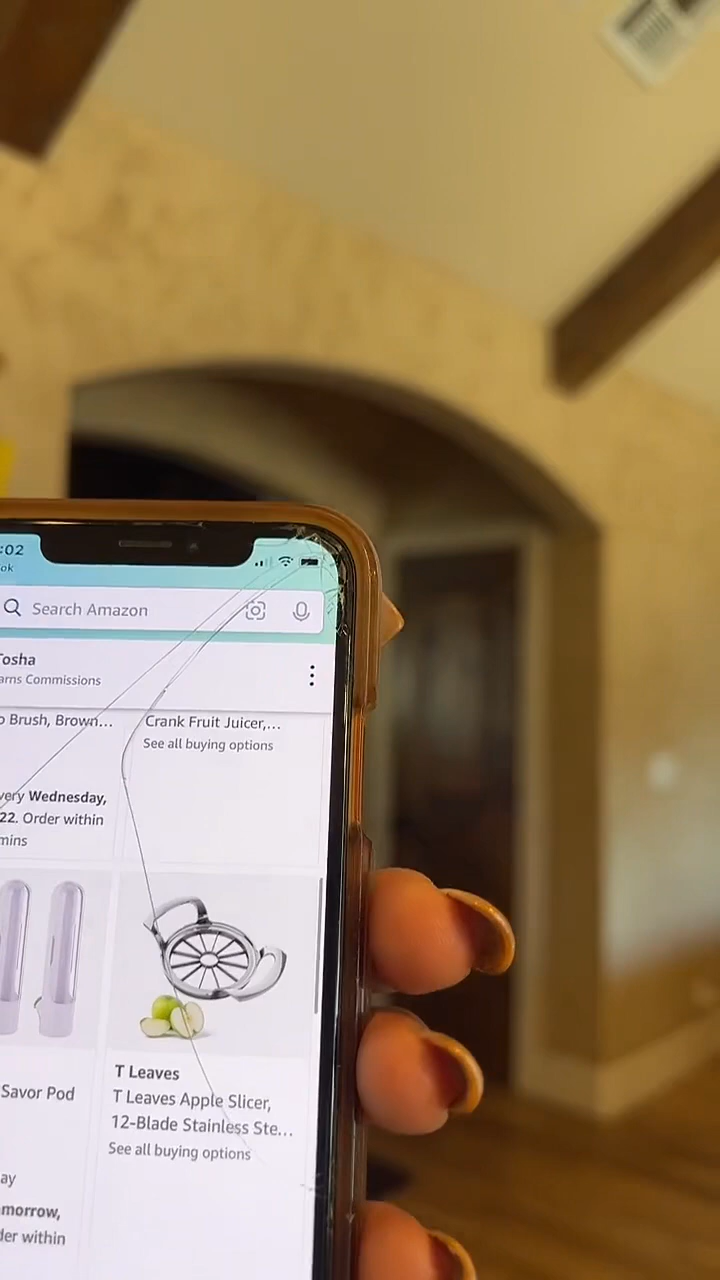 :02
ok
Search Amazon
Tosha
arns Commissions
o Brush, Brown...
Crank Fruit Juicer,...
See all buying options
very Wednesday,
22. Order within
mins
T Leaves
Savor Pod
T Leaves Apple Slicer,
12-Blade Stainless Ste...
See all buying options
ay
morrow,
der within